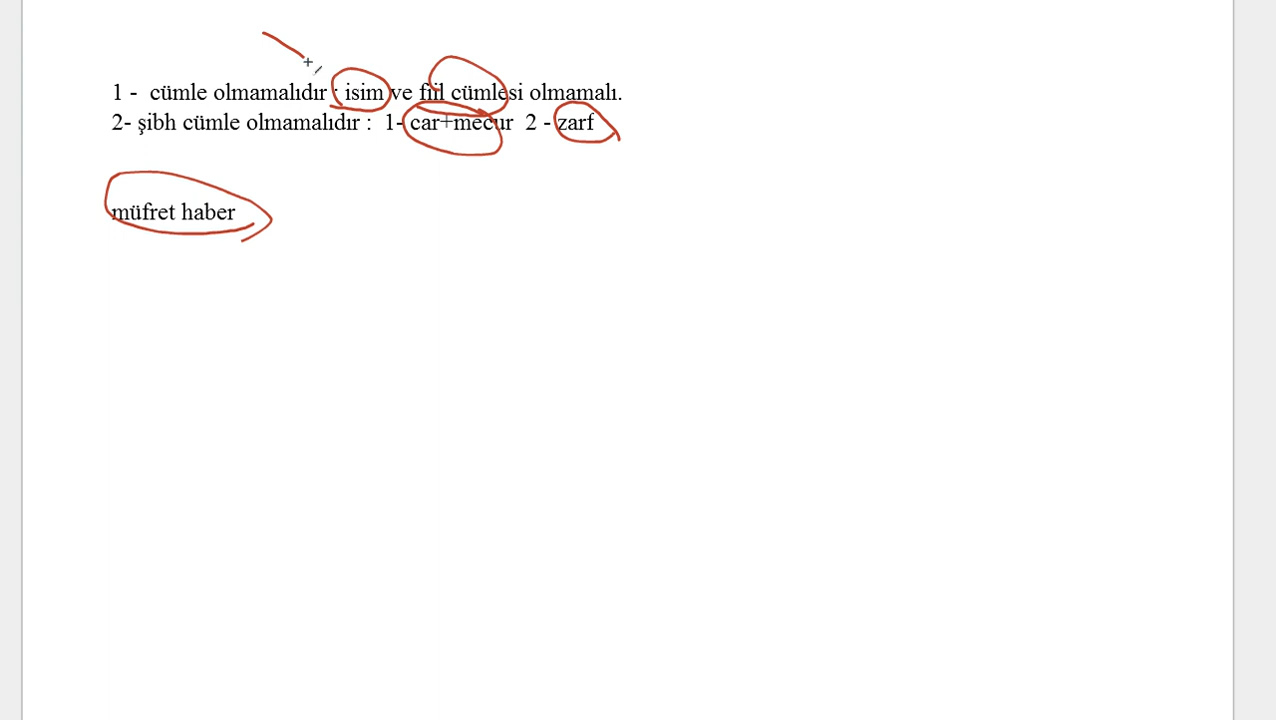 1 - cümle olmamalıdır : isim ve fiil cümlesi olmamalı.
2- şibh cümle olmamalıdır : 1- car+mecur 2 - zarf
müfret haber